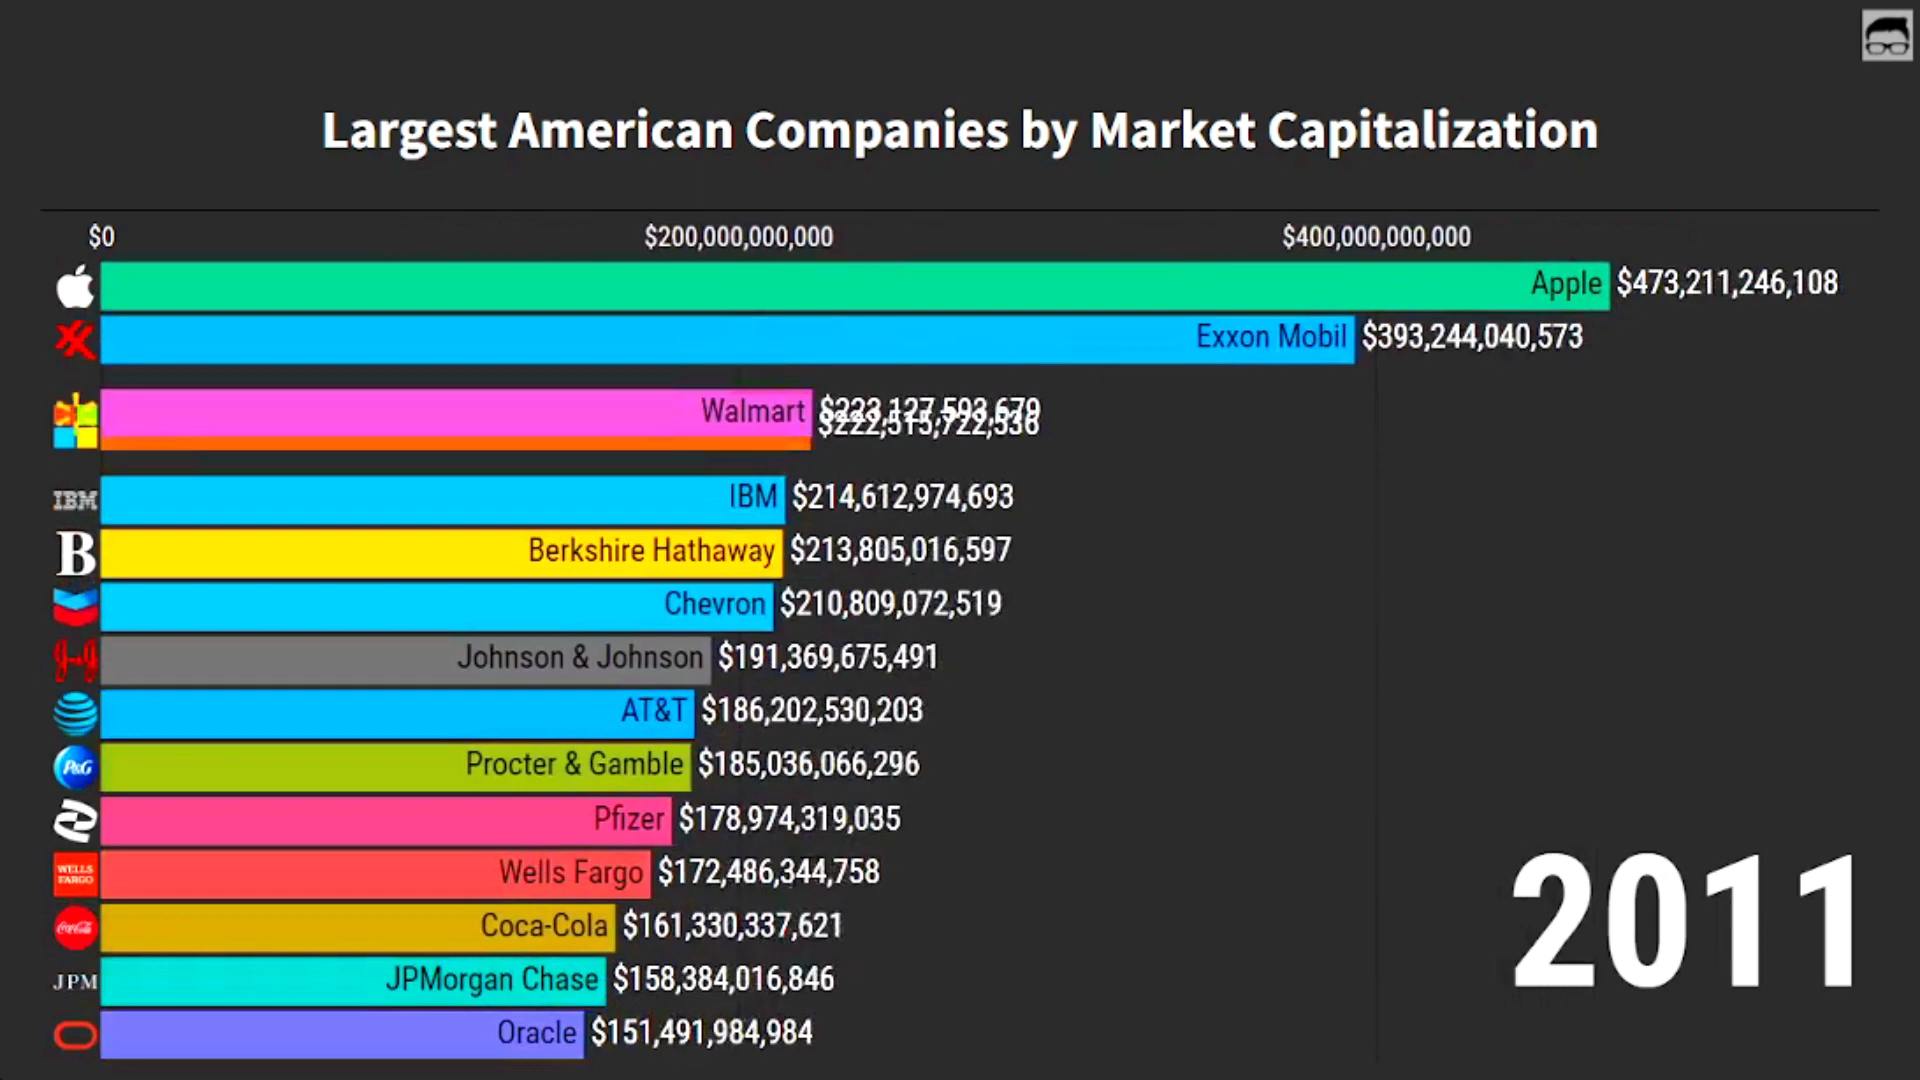 Largest American Companies by Market Capitalization
$0 $200,000,000,000 $400,000,000,000
Apple $473,211,246,108
Exxon Mobil $393,244,040,573
Walmart
$222,515,722,536
IBM IBM $214,612,974,693
B Berkshire Hathaway $213,805,016,597
Chevron $210,809,072,519
J&J Johnson & Johnson $191,369,675,491
AT&T $186,202,530,203
P&G Procter & Gamble $185,036,066,296
Pfizer $178,974,319,035
WELLS
FARGO
Wells Fargo $172,486,344,758
Coca-Cola Coca-Cola $161,330,337,621
JPM JPMorgan Chase $158,384,016,846
Oracle $151,491,984,984
2011